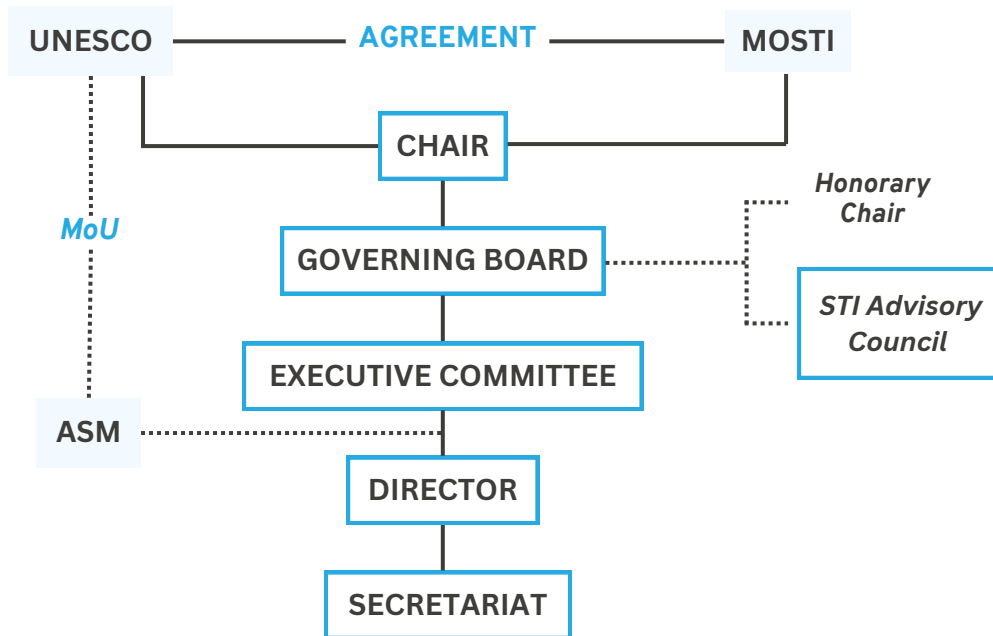 UNESCO
AGREEMENT
MOSTI
CHAIR
Honorary
Chair
MoU
GOVERNING BOARD
STI Advisory
Council
EXECUTIVE COMMITTEE
ASM
DIRECTOR
SECRETARIAT